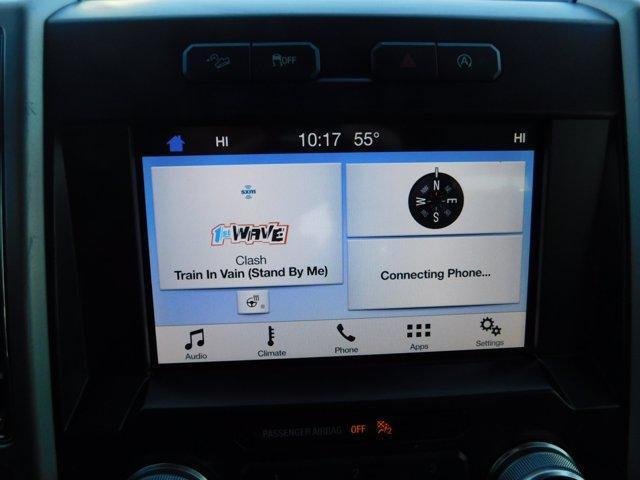 OFF
HI
10:17 55°
HI
sxm
1st WAVE
Clash
Train In Vain (Stand By Me)
N
W E
S
Connecting Phone...
Audio
Climate
Phone
Apps
Settings
PASSENGER AIRBAG OFF
2